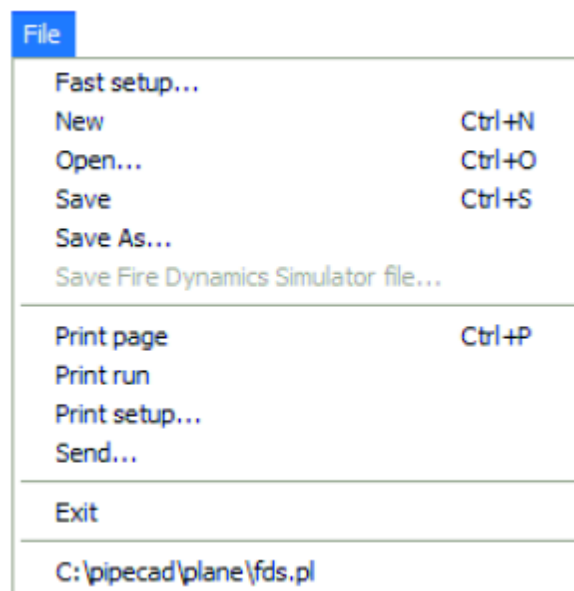 File
Fast setup...
New Ctrl+N
Open... Ctrl+O
Save Ctrl+S
Save As...
Save Fire Dynamics Simulator file...
Print page Ctrl+P
Print run
Print setup...
Send...
Exit
C:\pipecad\plane\fds.pl